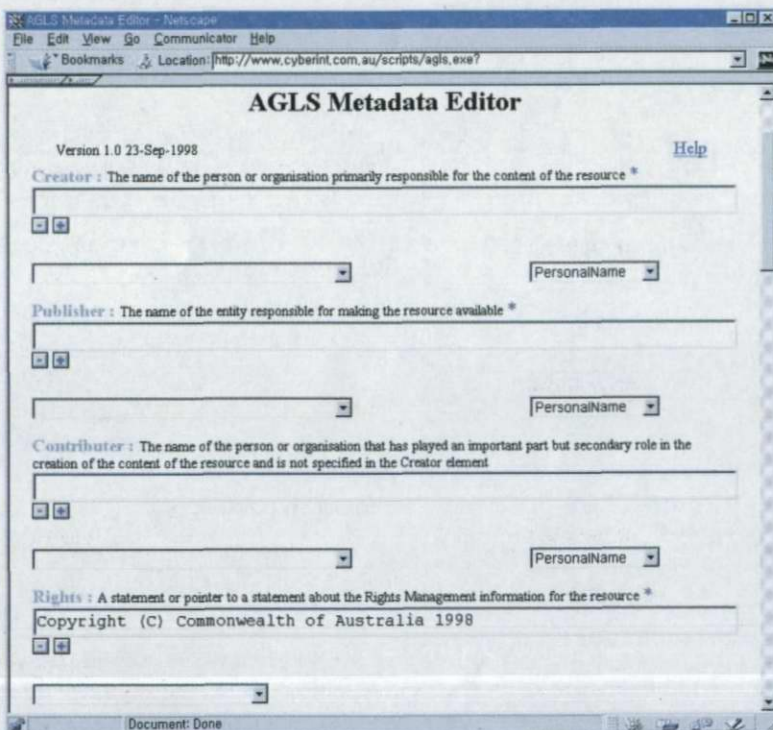 AGLS Metadata Editor - Netscape
File Edit View Go Communicator Help
Bookmarks Location: http://www.cyberint.com.au/scripts/agls.exe?
AGLS Metadata Editor
Version 1.0 23-Sep-1998 Help
Creator : The name of the person or organisation primarily responsible for the content of the resource *
- +
PersonalName
Publisher : The name of the entity responsible for making the resource available *
- +
PersonalName
Contributer : The name of the person or organisation that has played an important part but secondary role in the
creation of the content of the resource and is not specified in the Creator element
- +
PersonalName
Rights : A statement or pointer to a statement about the Rights Management information for the resource *
Copyright (C) Commonwealth of Australia 1998
- +
Document: Done